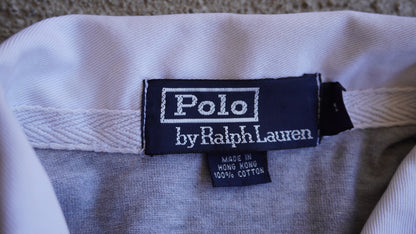 Polo
by Ralph Lauren
MADE IN
HONG KONG
100% COTTON